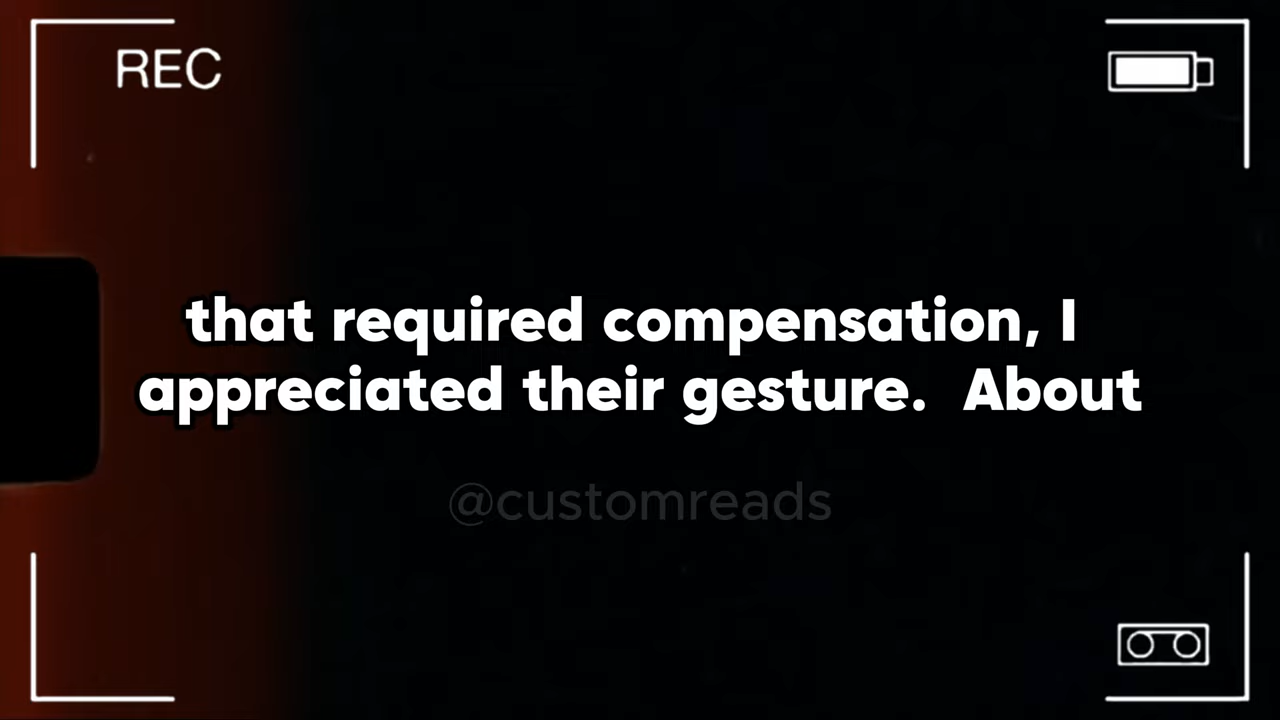 REC
that required compensation, I
appreciated their gesture.  About
@customreads